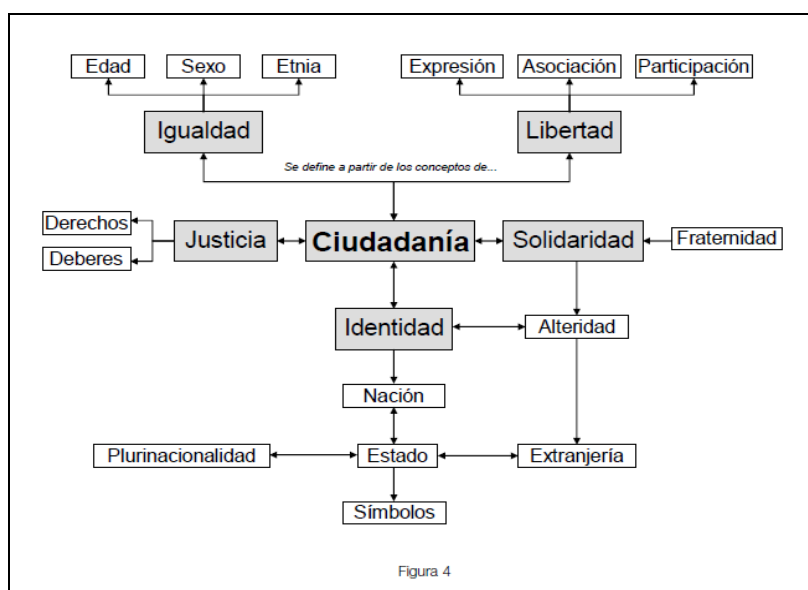 Edad Sexo Etnia Expresión Asociación Participación
Igualdad Libertad
Se define a partir de los conceptos de...
Derechos
Justicia Ciudadanía Solidaridad Fraternidad
Deberes
Identidad Alteridad
Nación
Plurinacionalidad Estado Extranjería
Símbolos
Figura 4